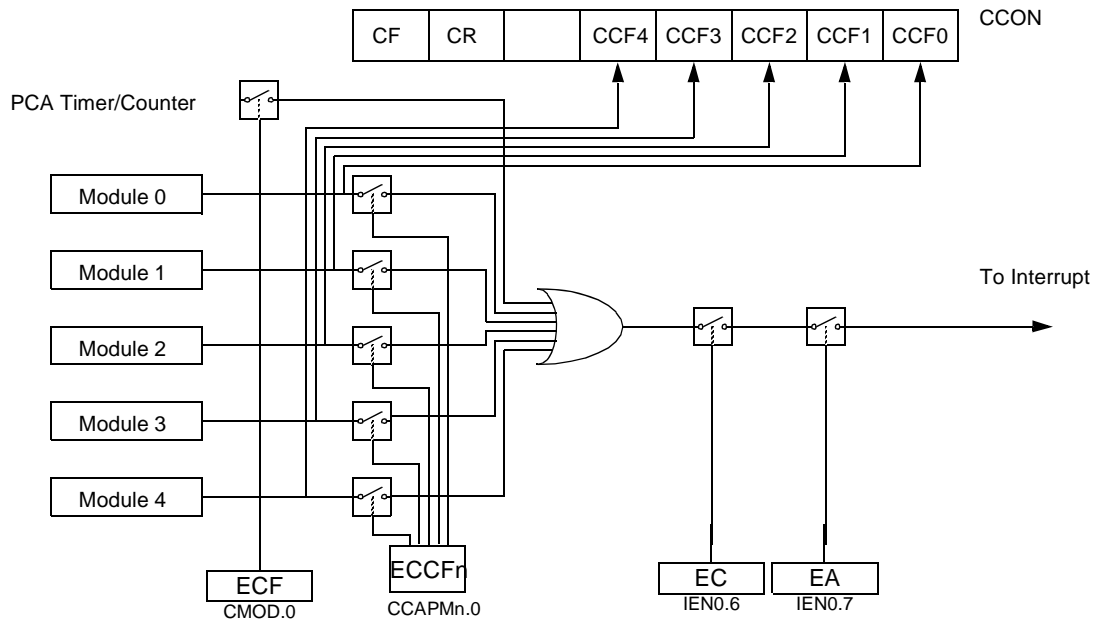 CCON
CF CR CCF4 CCF3 CCF2 CCF1 CCF0
PCA Timer/Counter
Module 0
Module 1
To Interrupt
Module 2
Module 3
Module 4
ECF
CMOD.0
ECCFn
CCAPMn.0
EC
IEN0.6
EA
IEN0.7